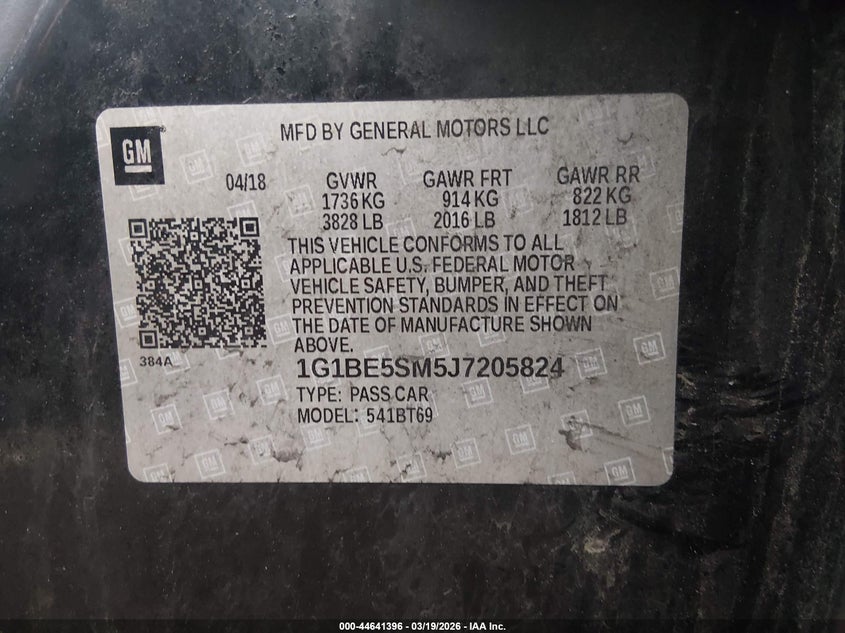 GM
MFD BY GENERAL MOTORS LLC
04/18
GVWR GAWR FRT GAWR RR
1736 KG 914 KG 822 KG
3828 LB 2016 LB 1812 LB
THIS VEHICLE CONFORMS TO ALL
APPLICABLE U.S. FEDERAL MOTOR
VEHICLE SAFETY, BUMPER, AND THEFT
PREVENTION STANDARDS IN EFFECT ON
THE DATE OF MANUFACTURE SHOWN
ABOVE.
384A
1G1BE5SM5J7205824
TYPE: PASS CAR
MODEL: 541BT69
000-44641396 - 03/19/2026 - IAA Inc.